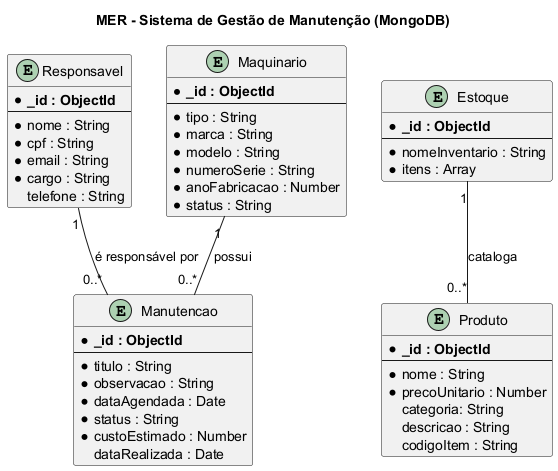 MER - Sistema de Gestão de Manutenção (MongoDB)
E Responsavel
_id : ObjectId
nome : String
cpf : String
email : String
cargo : String
telefone : String
E Maquinario
_id : ObjectId
tipo : String
marca : String
modelo : String
numeroSerie : String
anoFabricacao : Number
status : String
E Estoque
_id : ObjectId
nomeInventario : String
itens : Array
1
é responsável por
0..*
1
possui
0..*
1
cataloga
0..*
E Manutencao
_id : ObjectId
titulo : String
observacao : String
dataAgendada : Date
status : String
custoEstimado : Number
dataRealizada : Date
E Produto
_id : ObjectId
nome : String
precoUnitario : Number
categoria: String
descricao : String
codigoItem : String